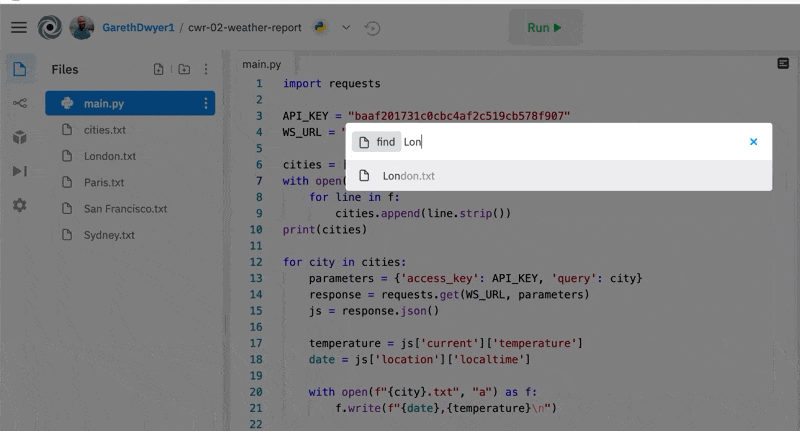 GarethDwyer1 / cwr-02-weather-report
Run
Files
main.py
cities.txt
London.txt
Paris.txt
San Francisco.txt
Sydney.txt
main.py
1 import requests
2
3 API_KEY = "baaf201731c0cbc4af2c519cb578f907"
4 WS_URL = "
find Lon
London.txt
5
6 cities = [
7 with open(
8 for line in f:
9 cities.append(line.strip())
10 print(cities)
11
12 for city in cities:
13 parameters = {'access_key': API_KEY, 'query': city}
14 response = requests.get(WS_URL, parameters)
15 js = response.json()
16
17 temperature = js['current']['temperature']
18 date = js['location']['localtime']
19
20 with open(f"{city}.txt", "a") as f:
21 f.write(f"{date},{temperature}\n")
22